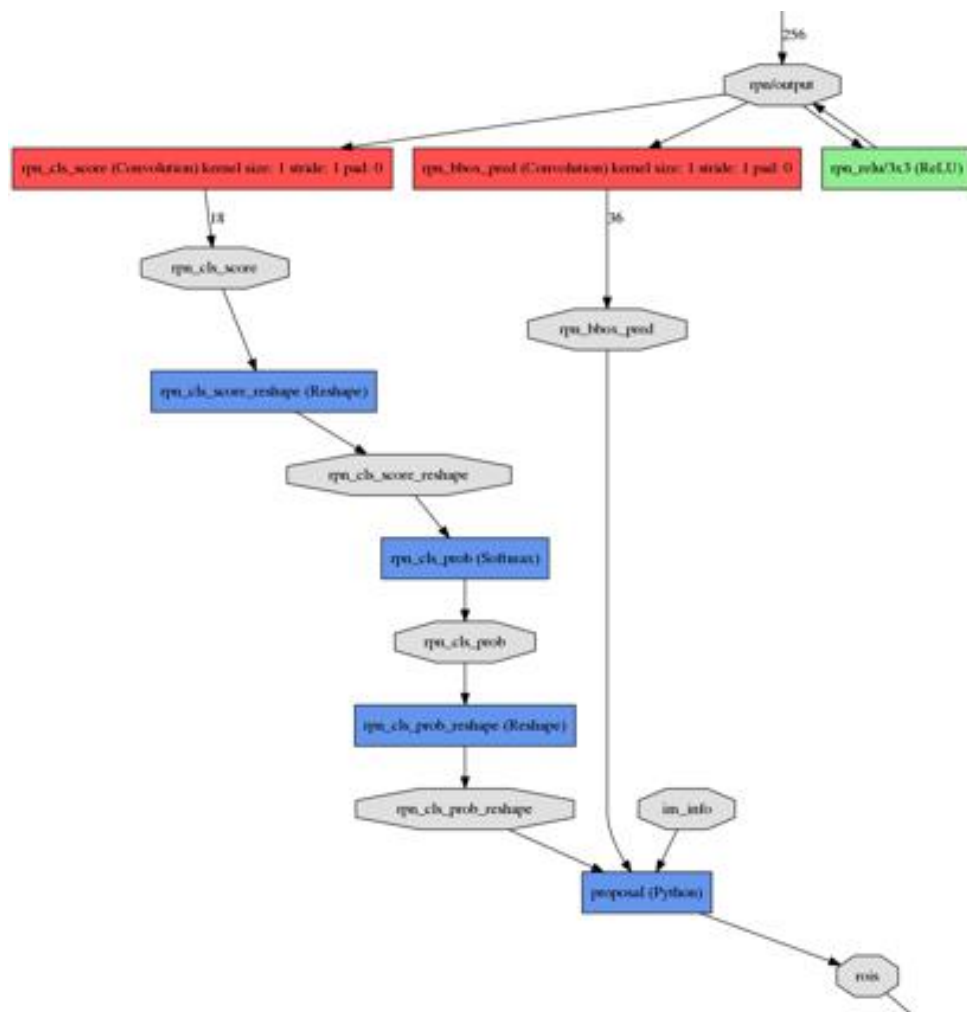 256
rpn/output
rpn_cls_score (Convolution) kernel size: 1 stride: 1 pad: 0
rpn_bbox_pred (Convolution) kernel size: 1 stride: 1 pad: 0
rpn_relu/3x3 (ReLU)
18
36
rpn_cls_score
rpn_bbox_pred
rpn_cls_score_reshape (Reshape)
rpn_cls_score_reshape
rpn_cls_prob (Softmax)
rpn_cls_prob
rpn_cls_prob_reshape (Reshape)
rpn_cls_prob_reshape
im_info
proposal (Python)
rois